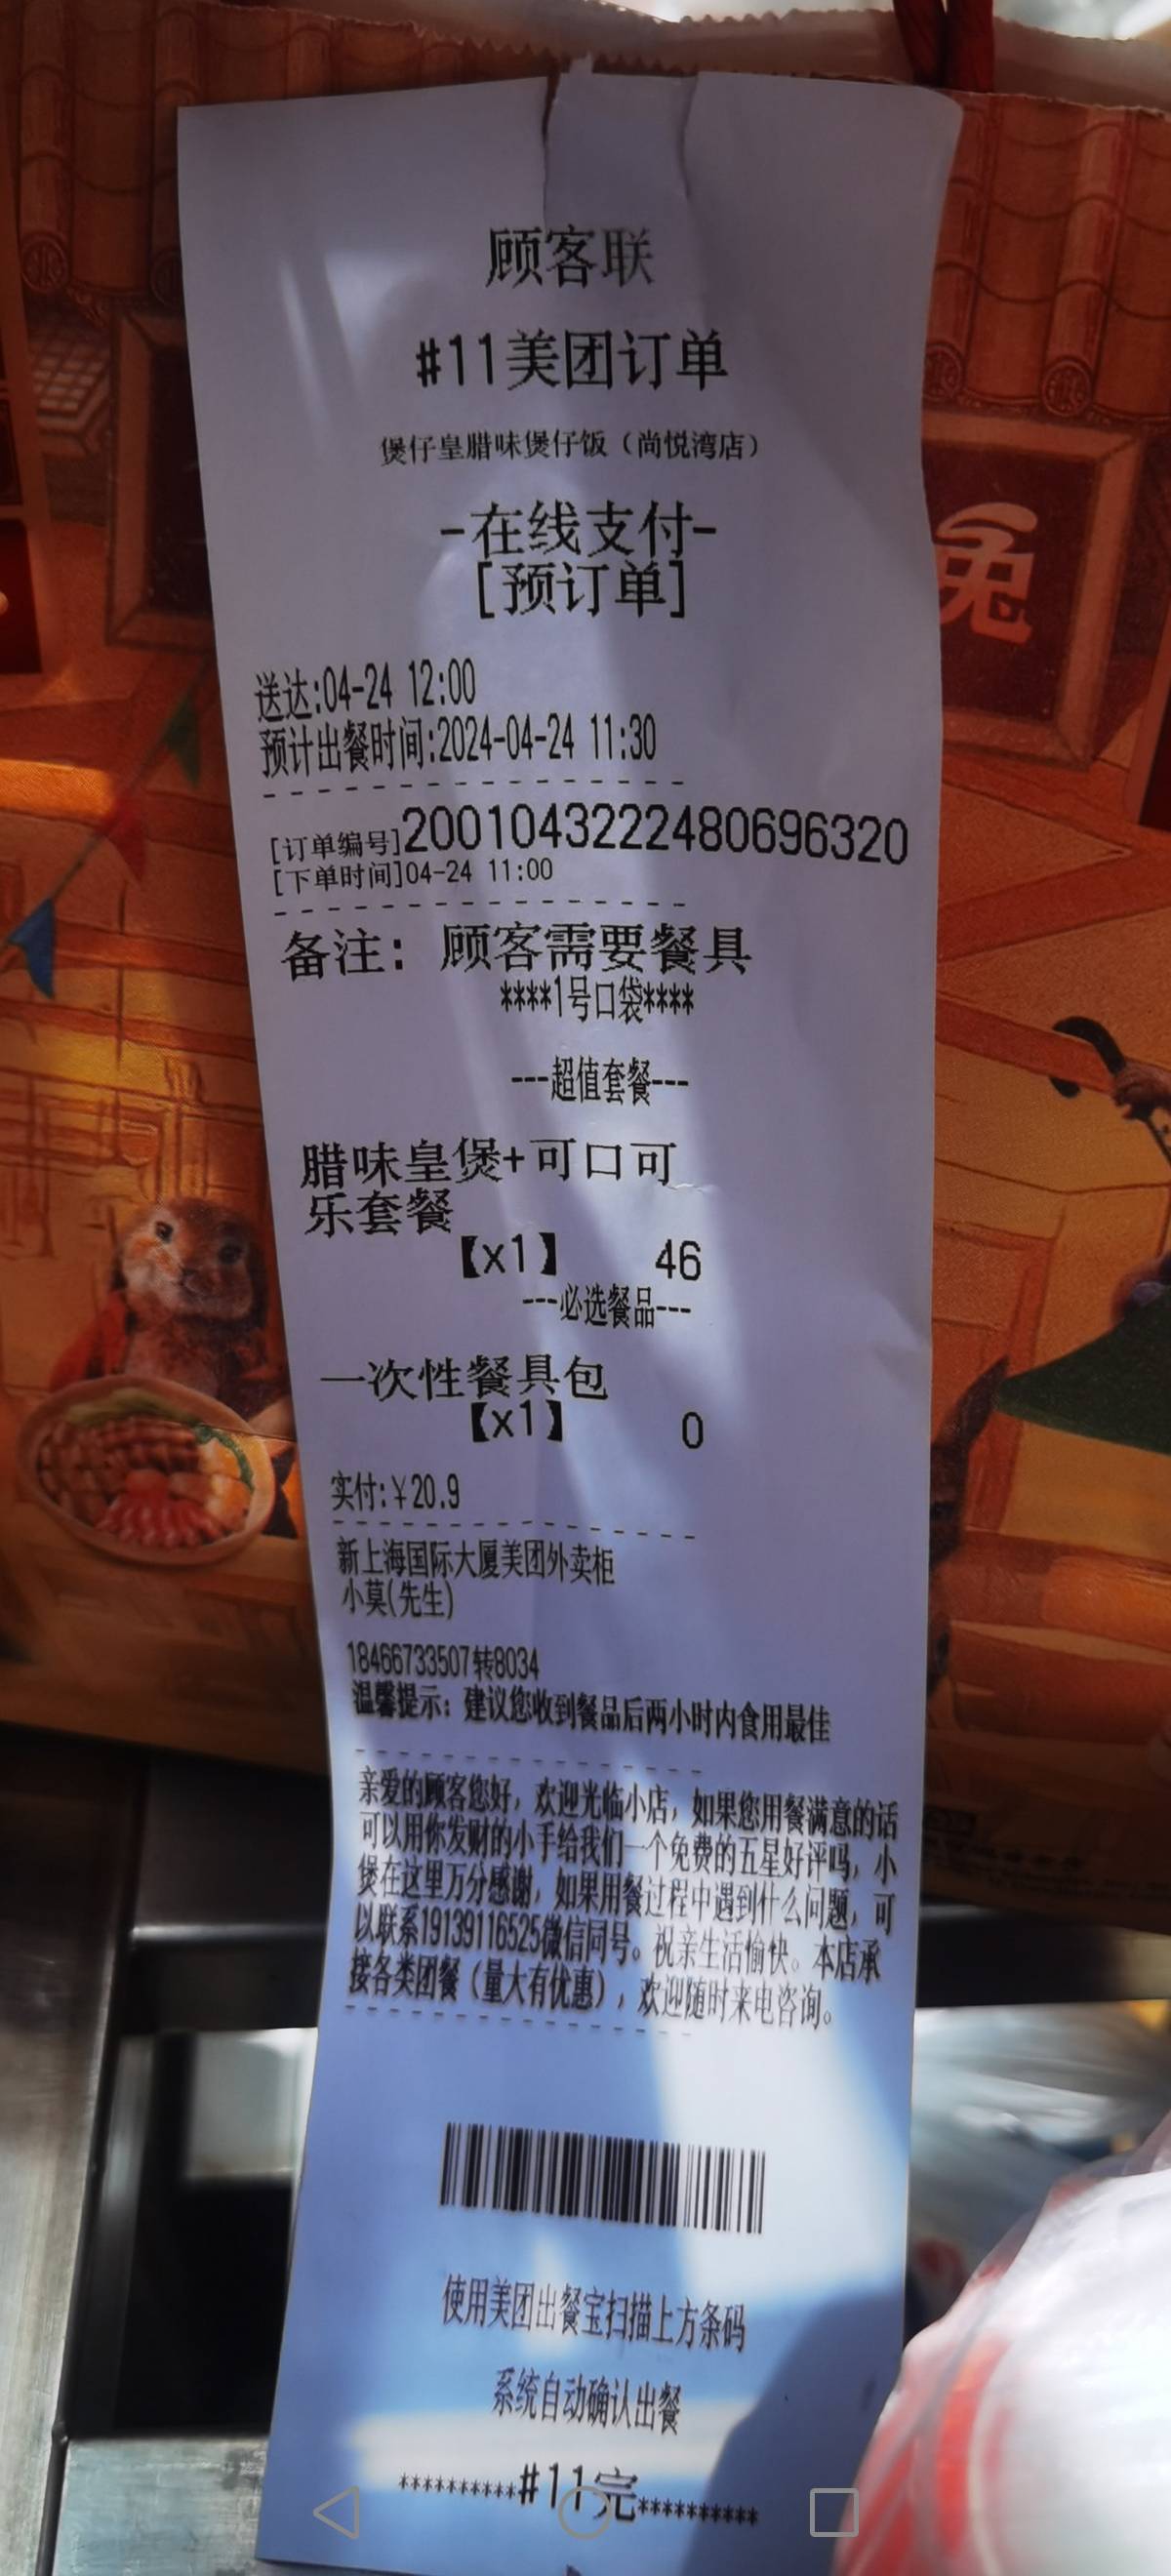 顾客联
#11美团订单
煲仔皇腊味煲仔饭（尚悦湾店）
-在线支付-
[预订单]
兔
送达:04-24 12:00
预计出餐时间:2024-04-24 11:30
[订单编号]2001043222480696320
[下单时间]04-24 11:00
备注： 顾客需要餐具
****1号口袋****
---超值套餐---
腊味皇煲+可口可
乐套餐
【x1】 46
---必选餐品---
一次性餐具包
【x1】 0
实付:￥20.9
新上海国际大厦美团外卖柜
小莫(先生)
18466733507转8034
温馨提示：建议您收到餐品后两小时内食用最佳
亲爱的顾客您好，欢迎光临小店，如果您用餐满意的话
可以用你发财的小手给我们一个免费的五星好评吗，小
煲在这里万分感谢，如果用餐过程中遇到什么问题，可
以联系19139116525微信同号。祝亲生活愉快。本店承
接各类团餐（量大有优惠），欢迎随时来电咨询。
使用美团出餐宝扫描上方条码
系统自动确认出餐
**********#11完**********